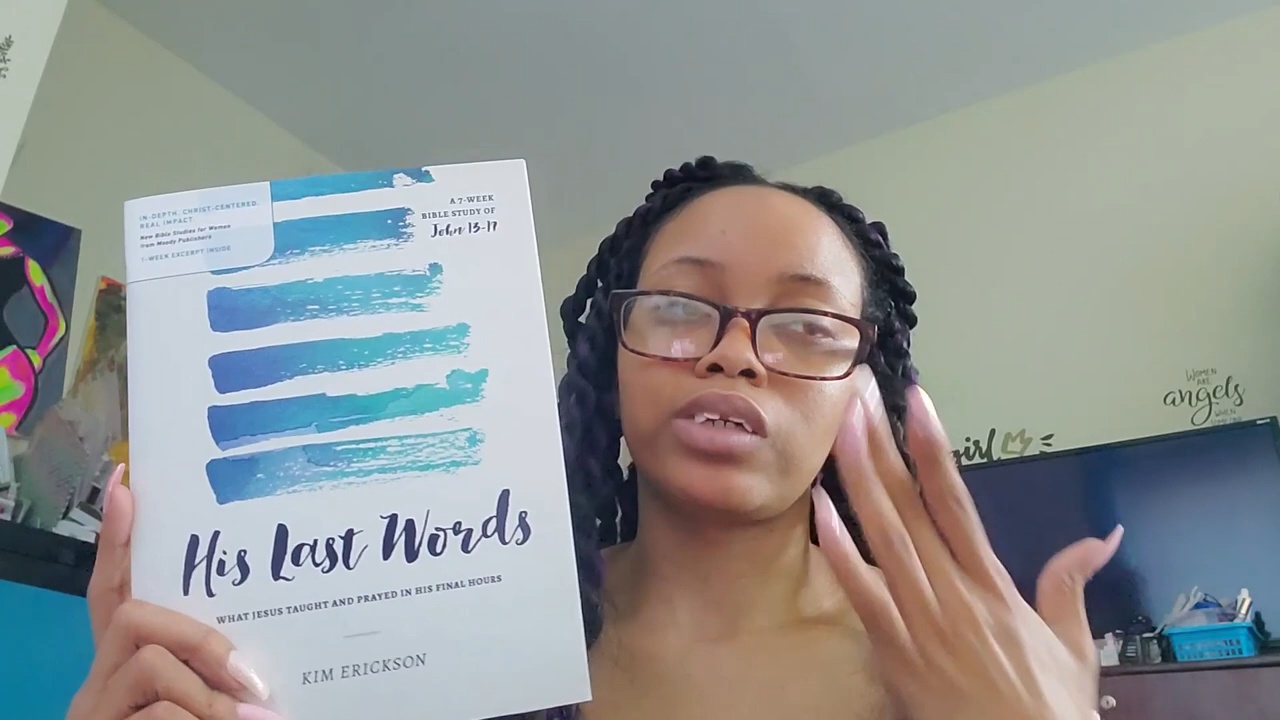 IN-DEPTH. CHRIST-CENTERED.
REAL IMPACT
New Bible Studies for Women
from Moody Publishers
1-WEEK EXCERPT INSIDE
A 7-WEEK
BIBLE STUDY OF
John 13-17
His Last Words
WHAT JESUS TAUGHT AND PRAYED IN HIS FINAL HOURS
KIM ERICKSON
girl
WOMEN
ARE
angels
WHEN